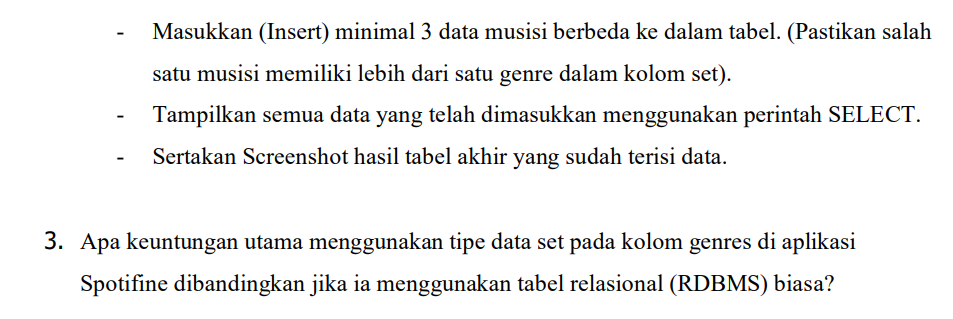 - Masukkan (Insert) minimal 3 data musisi berbeda ke dalam tabel. (Pastikan salah
satu musisi memiliki lebih dari satu genre dalam kolom set).
- Tampilkan semua data yang telah dimasukkan menggunakan perintah SELECT.
- Sertakan Screenshot hasil tabel akhir yang sudah terisi data.
3. Apa keuntungan utama menggunakan tipe data set pada kolom genres di aplikasi
Spotifine dibandingkan jika ia menggunakan tabel relasional (RDBMS) biasa?